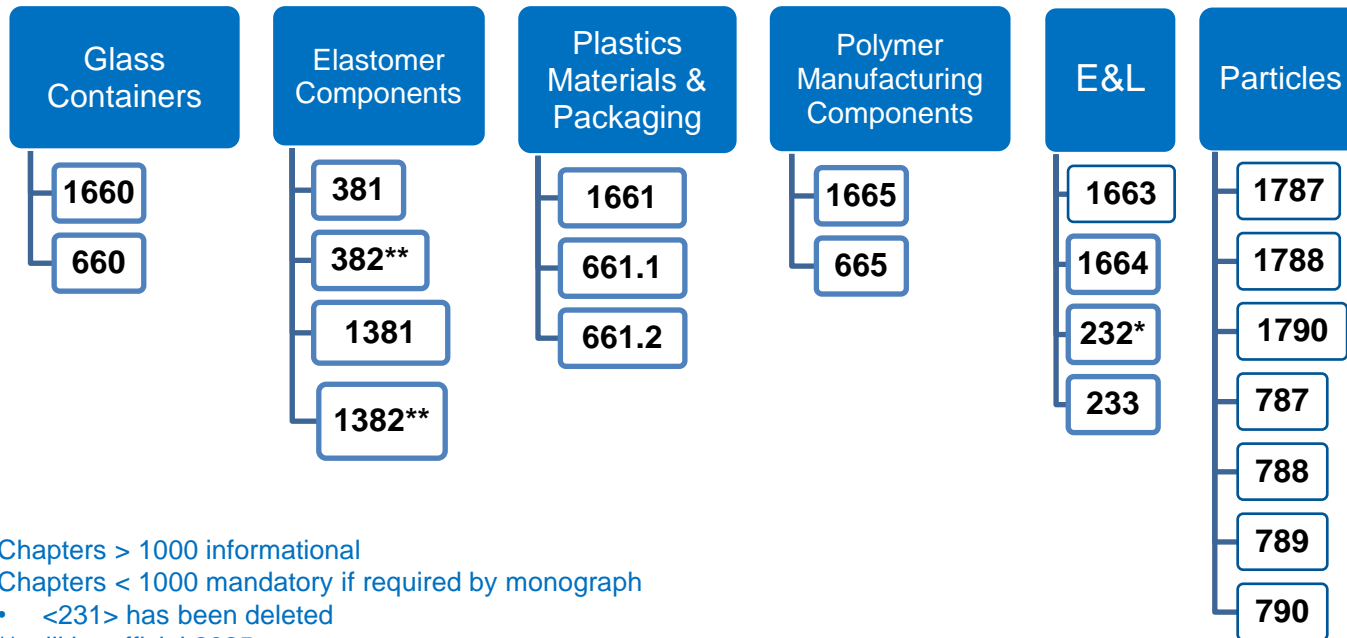 Glass
Containers
1660
660
Elastomer
Components
381
382**
1381
1382**
Plastics
Materials &
Packaging
1661
661.1
661.2
Polymer
Manufacturing
Components
1665
665
E&L
1663
1664
232*
233
Particles
1787
1788
1790
787
788
789
790
Chapters > 1000 informational
Chapters < 1000 mandatory if required by monograph
• <231> has been deleted